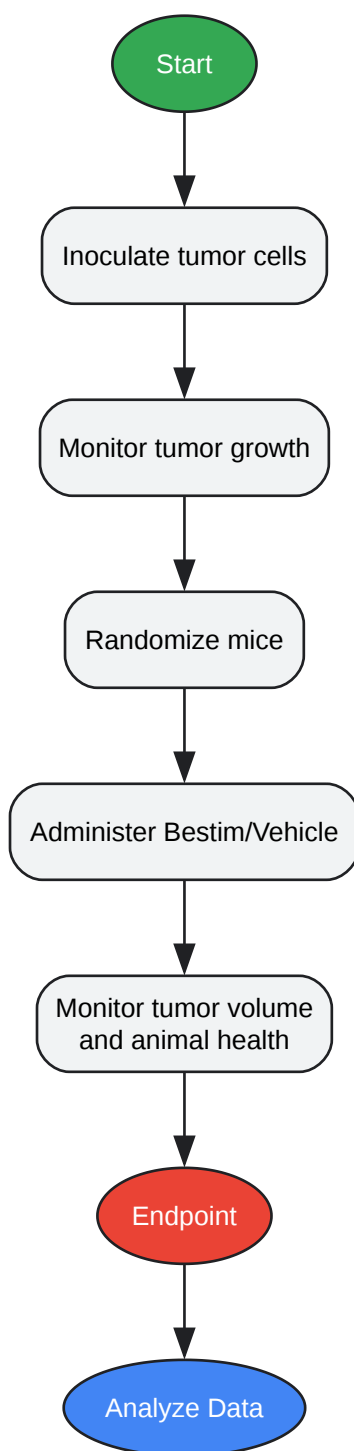 Start
Inoculate tumor cells
Monitor tumor growth
Randomize mice
Administer Bestim/Vehicle
Monitor tumor volume
and animal health
Endpoint
Analyze Data